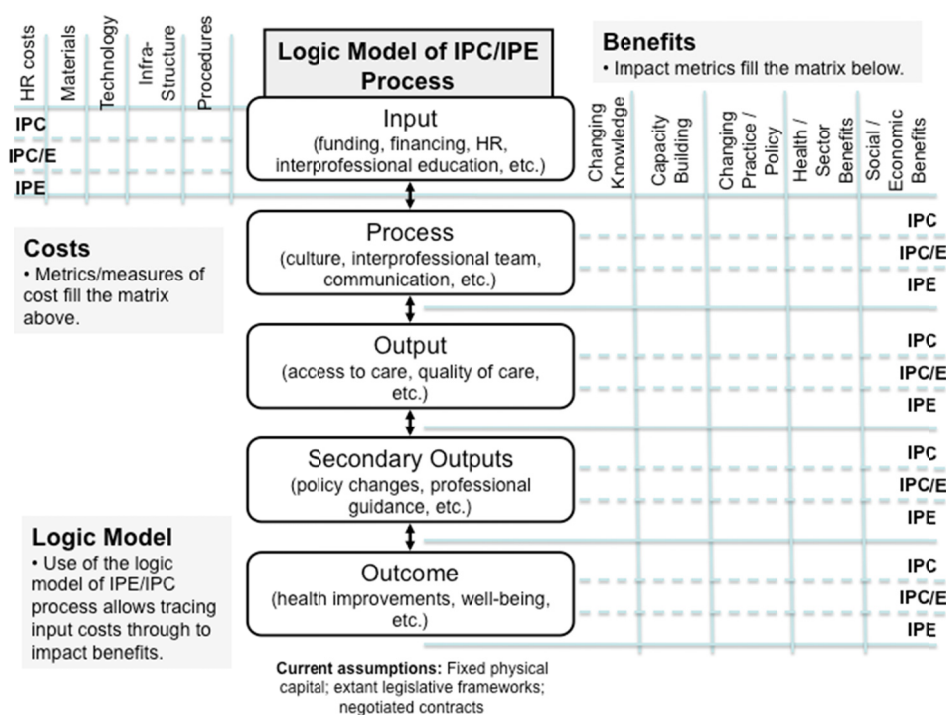 HR costs
Materials
Technology
Infra-
Structure
Procedures
IPC
IPC/E
IPE
Logic Model of IPC/IPE
Process
Benefits
• Impact metrics fill the matrix below.
Input
(funding, financing, HR,
interprofessional education, etc.)
Changing
Knowledge
Capacity
Building
Changing
Practice /
Policy
Health /
Sector
Benefits
Social /
Economic
Benefits
Costs
• Metrics/measures of
cost fill the matrix
above.
Process
(culture, interprofessional team,
communication, etc.)
IPC
IPC/E
IPE
Output
(access to care, quality of care,
etc.)
IPC
IPC/E
IPE
Secondary Outputs
(policy changes, professional
guidance, etc.)
IPC
IPC/E
IPE
Logic Model
• Use of the logic
model of IPE/IPC
process allows tracing
input costs through to
impact benefits.
Outcome
(health improvements, well-being,
etc.)
IPC
IPC/E
IPE
Current assumptions: Fixed physical
capital; extant legislative frameworks;
negotiated contracts